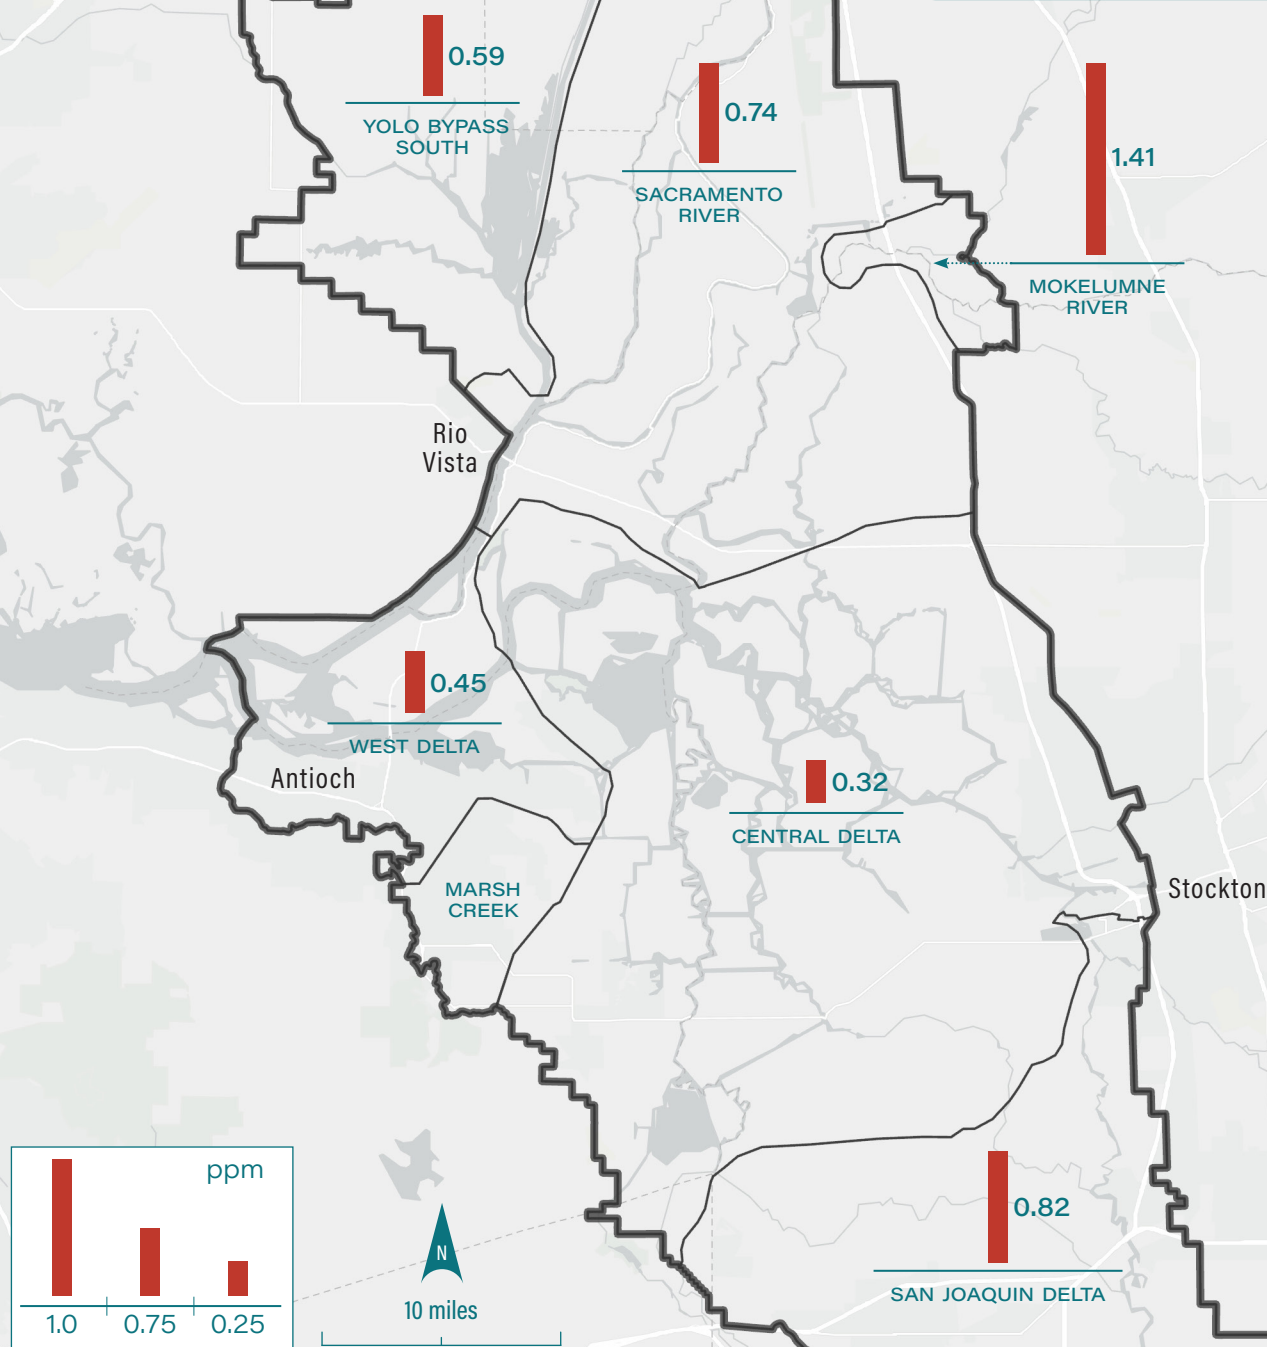 0.59
YOLO BYPASS
SOUTH
0.74
SACRAMENTO
RIVER
1.41
MOKELUMNE
RIVER
Rio
Vista
0.45
WEST DELTA
Antioch
0.32
CENTRAL DELTA
MARSH
CREEK
Stockton
0.82
SAN JOAQUIN DELTA
ppm
1.0
0.75
0.25
N
10 miles